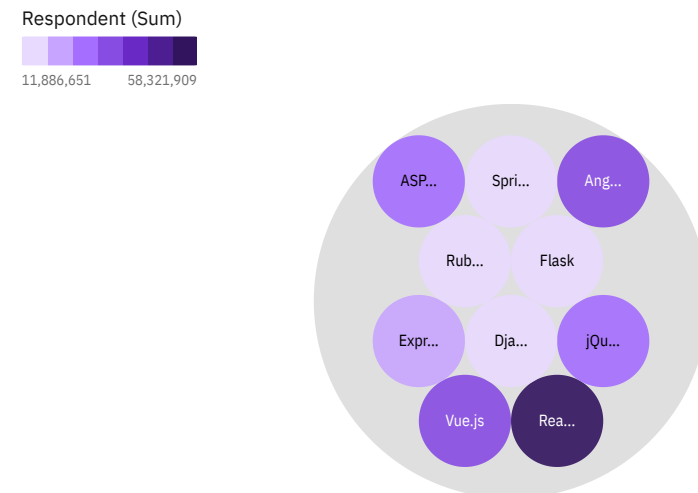 Respondent (Sum)
11,886,651 58,321,909
ASP... Spri... Ang...
Rub... Flask
Expr... Dja... jQu...
Vue.js Rea...